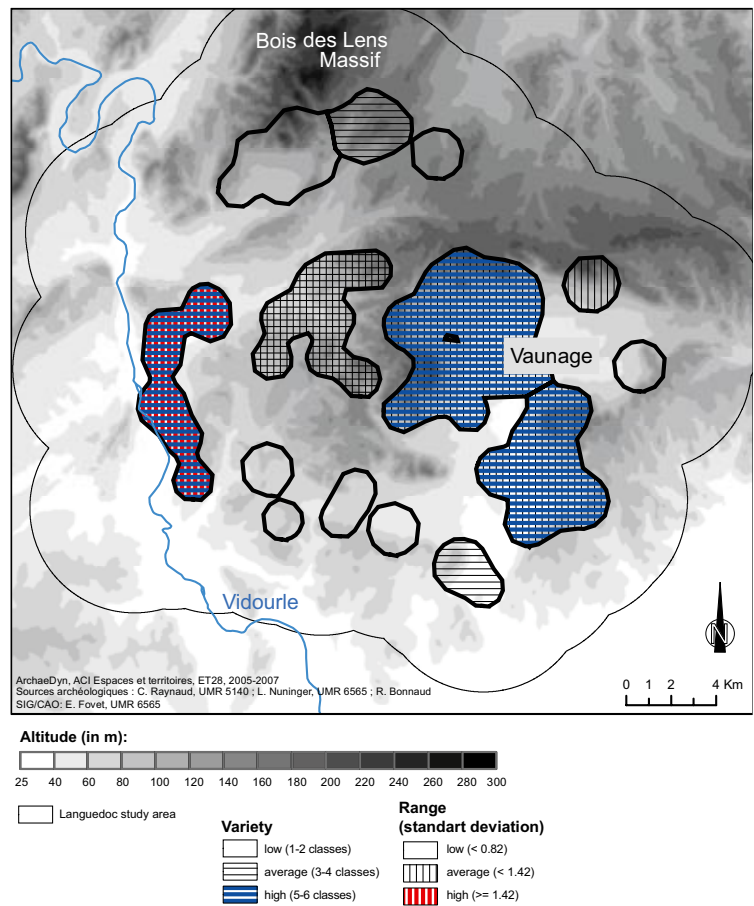 Bois des Lens
Massif
Vaunage
Vidourle
N
ArchaeDyn, ACI Espaces et territoires, ET28, 2005-2007
Sources archéologiques : C. Raynaud, UMR 5140 ; L. Nuninger, UMR 6565 ; R. Bonnaud
SIG/CAO: E. Fovet, UMR 6565
0 1 2 4 Km
Altitude (in m):
25 40 60 80 100 120 140 160 180 200 220 240 260 280 300
Languedoc study area
Variety
low (1-2 classes)
average (3-4 classes)
high (5-6 classes)
Range
(standart deviation)
low (< 0.82)
average (< 1.42)
high (>= 1.42)